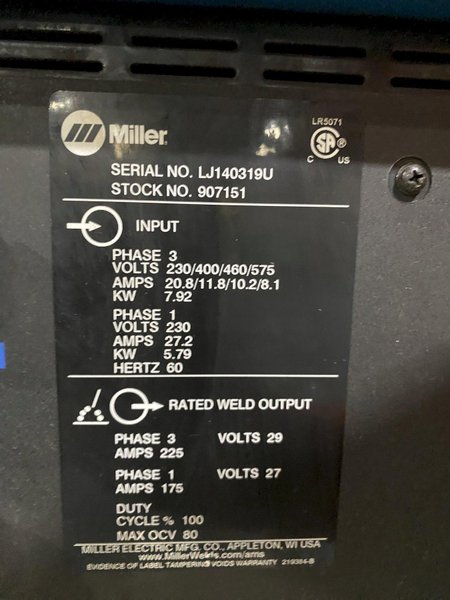 LR5071
Miller®
SA®
C US
SERIAL NO. LJ140319U
STOCK NO. 907151
INPUT
PHASE 3
VOLTS 230/400/460/575
AMPS 20.8/11.8/10.2/8.1
KW 7.92
PHASE 1
VOLTS 230
AMPS 27.2
KW 5.79
HERTZ 60
RATED WELD OUTPUT
PHASE 3 VOLTS 29
AMPS 225
PHASE 1 VOLTS 27
AMPS 175
DUTY
CYCLE % 100
MAX OCV 80
MILLER ELECTRIC MFG. CO., APPLETON, WI USA
www.MillerWelds.com/ams
EVIDENCE OF LABEL TAMPERING VOIDS WARRANTY 219384-B